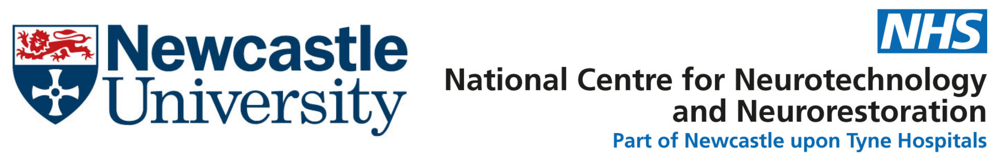 Newcastle
University
NHS
National Centre for Neurotechnology
and Neurorestoration
Part of Newcastle upon Tyne Hospitals